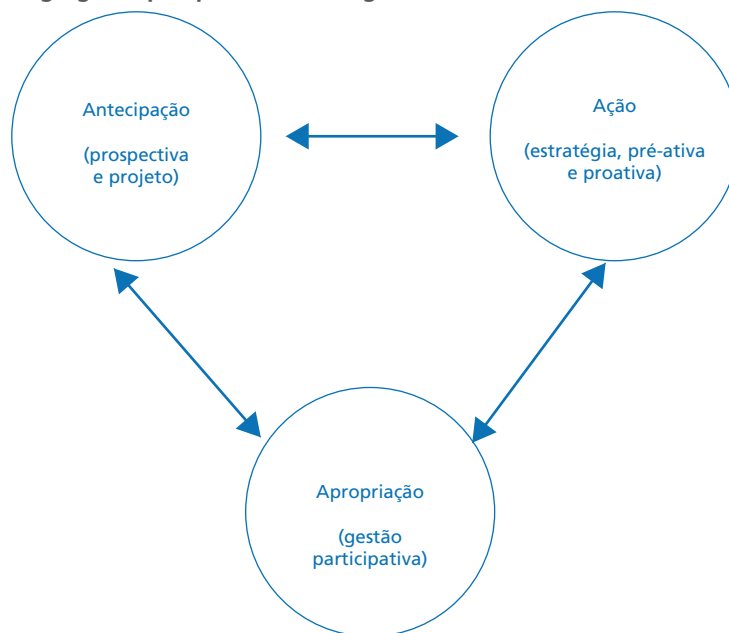 Antecipação
(prospectiva
e projeto)
Ação
(estratégia, pré-ativa
e proativa)
Apropriação
(gestão
participativa)